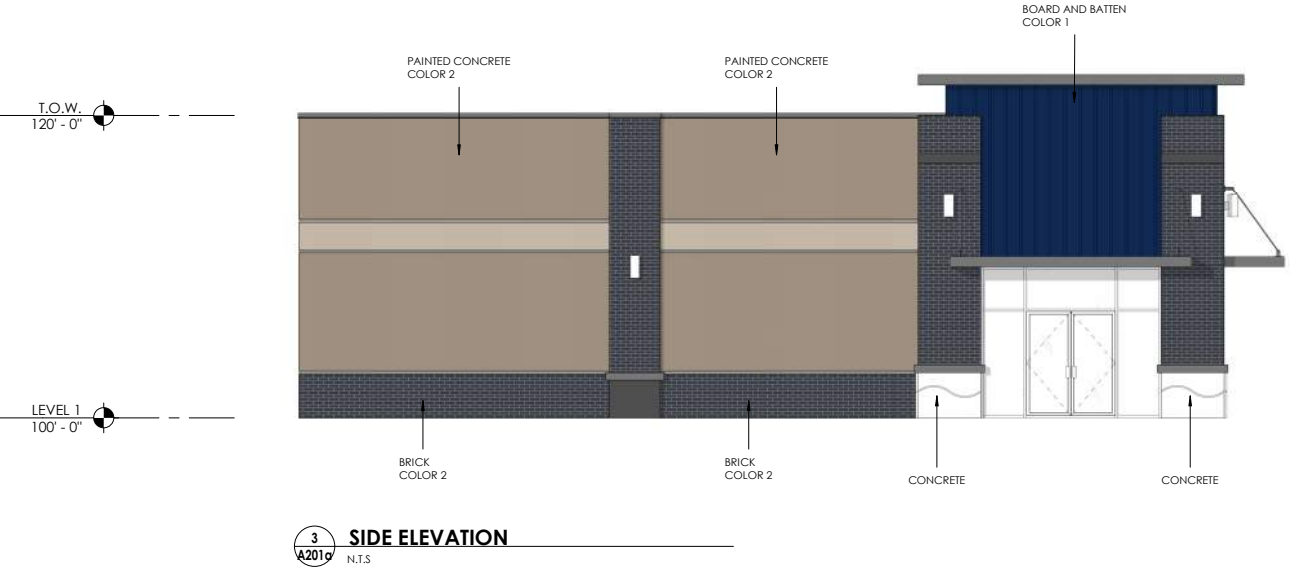 BOARD AND BATTEN
COLOR 1
PAINTED CONCRETE
COLOR 2
PAINTED CONCRETE
COLOR 2
T.O.W.
120' - 0"
LEVEL 1
100' - 0"
BRICK
COLOR 2
BRICK
COLOR 2
CONCRETE
CONCRETE
3
A201a
SIDE ELEVATION
N.T.S